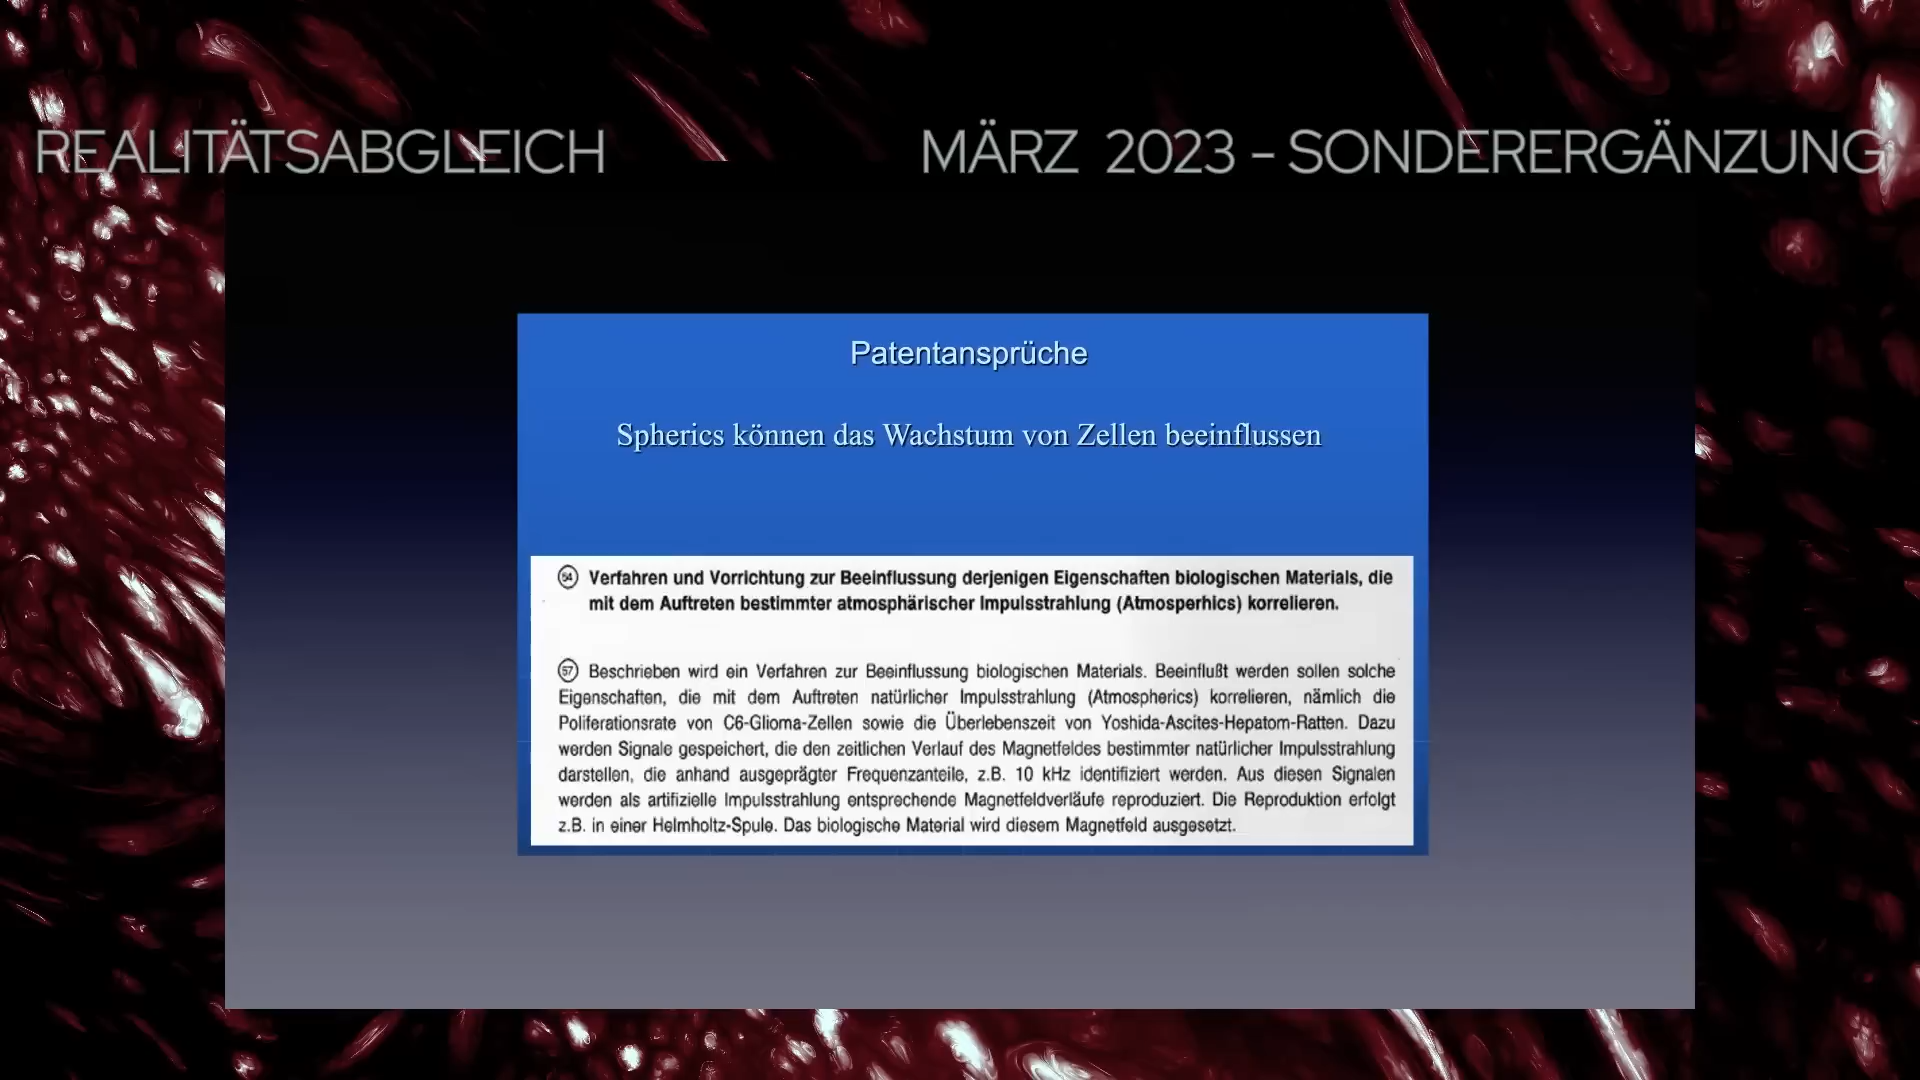 REALITÄTSABGLEICH
MÄRZ 2023 – SONDERERGÄNZUNG
Patentansprüche
Spherics können das Wachstum von Zellen beeinflussen
(54) Verfahren und Vorrichtung zur Beeinflussung derjenigen Eigenschaften biologischen Materials, die
mit dem Auftreten bestimmter atmosphärischer Impulsstrahlung (Atmosperhics) korrelieren.
(57) Beschrieben wird ein Verfahren zur Beeinflussung biologischen Materials. Beeinflußt werden sollen solche
Eigenschaften, die mit dem Auftreten natürlicher Impulsstrahlung (Atmospherics) korrelieren, nämlich die
Poliferationsrate von C6-Glioma-Zellen sowie die Überlebenszeit von Yoshida-Ascites-Hepatom-Ratten. Dazu
werden Signale gespeichert, die den zeitlichen Verlauf des Magnetfeldes bestimmter natürlicher Impulsstrahlung
darstellen, die anhand ausgeprägter Frequenzanteile, z.B. 10 kHz identifiziert werden. Aus diesen Signalen
werden als artifizielle Impulsstrahlung entsprechende Magnetfeldverläufe reproduziert. Die Reproduktion erfolgt
z.B. in einer Helmholtz-Spule. Das biologische Material wird diesem Magnetfeld ausgesetzt.